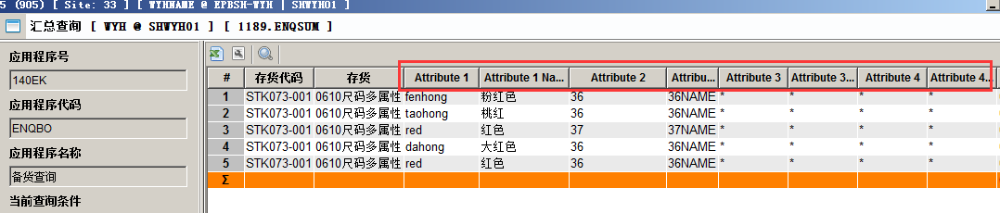 5 (905) [ Site: 33 ] [ WYHNAME @ EPBSH-WYH | SHWYH01 ]
汇总查询 [ WYH @ SHWYH01 ] [ 1189.ENQSUM ]
应用程序号
140EK
应用程序代码
ENQBO
应用程序名称
备货查询
当前查询条件
# 存货代码 存货 Attribute 1 Attribute 1 Na... Attribute 2 Attribu... Attribute 3 Attribute 3... Attribute 4 Attribute 4...
1 STK073-001 0610尺码多属性 fenhong 粉红色 36 36NAME * * * *
2 STK073-001 0610尺码多属性 taohong 桃红 36 36NAME * * * *
3 STK073-001 0610尺码多属性 red 红色 37 37NAME * * * *
4 STK073-001 0610尺码多属性 dahong 大红色 36 36NAME * * * *
5 STK073-001 0610尺码多属性 red 红色 36 36NAME * * * *
Σ